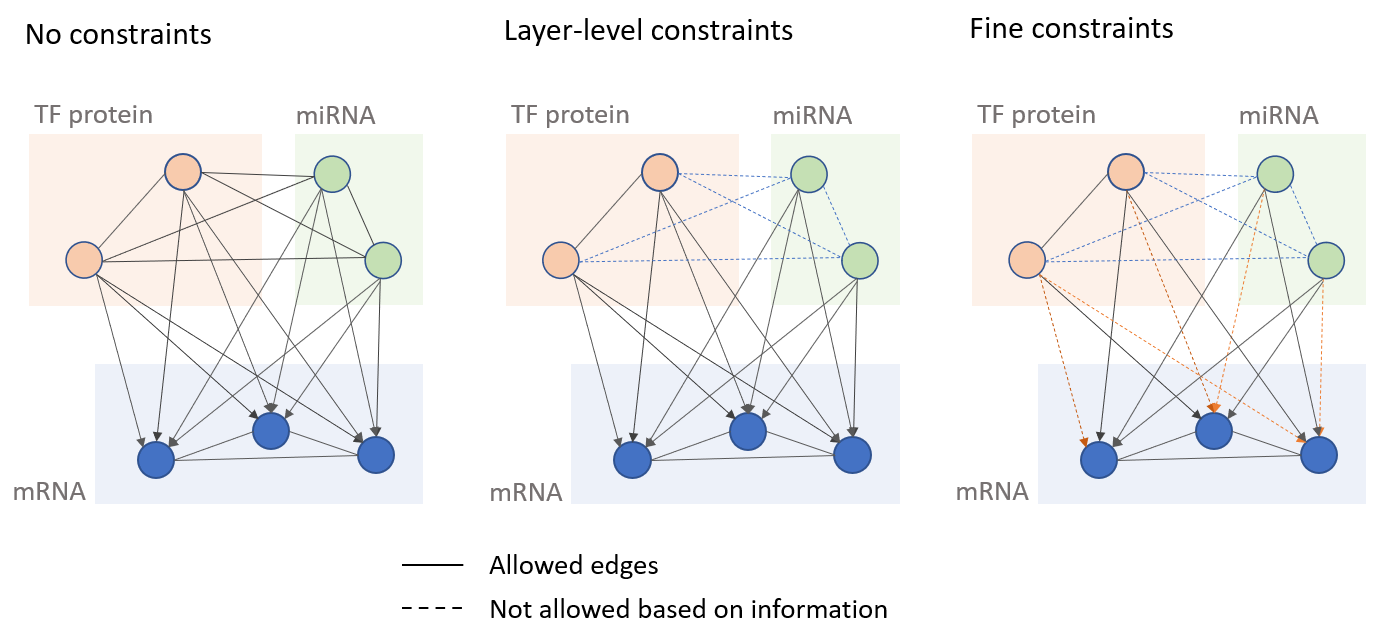 No constraints
Layer-level constraints
Fine constraints
TF protein
miRNA
TF protein
miRNA
TF protein
miRNA
mRNA
mRNA
mRNA
Allowed edges
Not allowed based on information